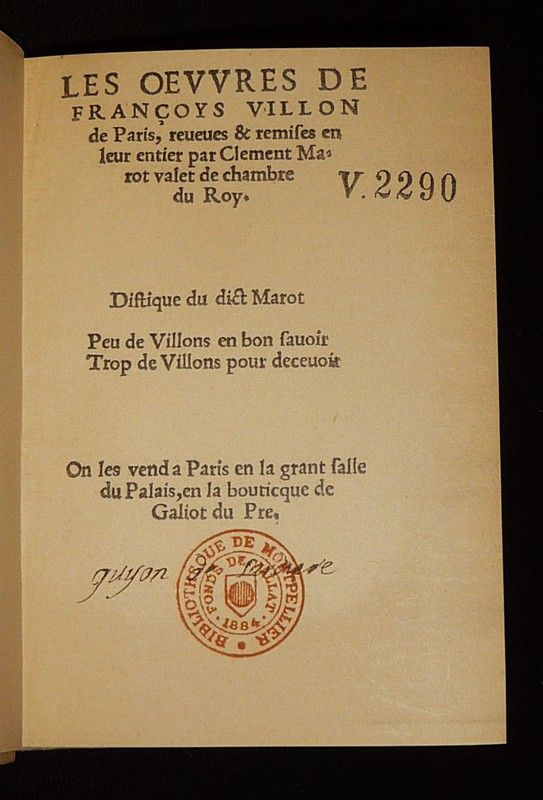 LES OEVVRES DE
FRANÇOYS VILLON
de Paris, reueues & remiſes en
leur entier par Clement Ma-
rot valet de chambre
du Roy.
V. 2290
Diſtique du dict Marot
Peu de Villons en bon ſauoir
Trop de Villons pour deceuoir
On les vend a Paris en la grant ſalle
du Palais, en la bouticque de
Galiot du Pre.
guyon de
BIBLIOTHEQUE DE MONTPELLIER
FONDS DE VALLAT
1884